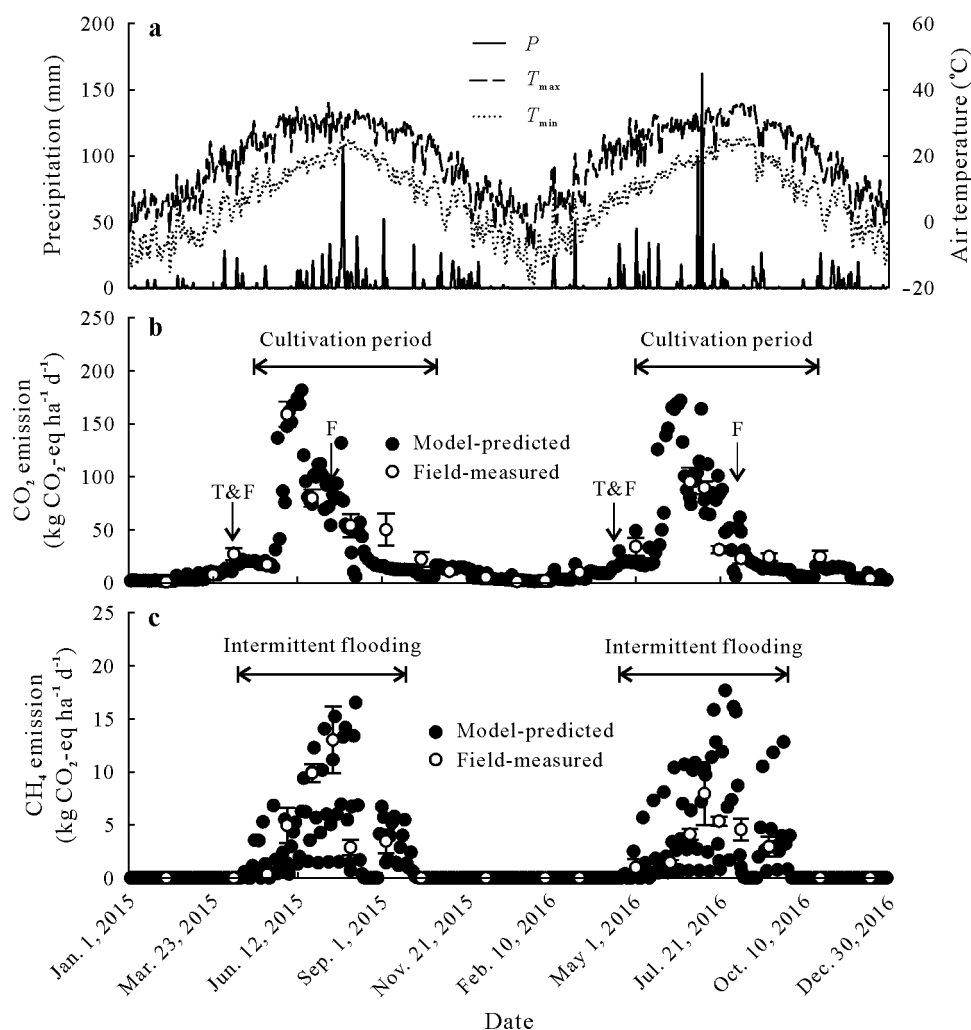 a
200
150
100
50
0
Precipitation (mm)
P
T max
T min
60
40
20
0
−20
Air temperature (°C)
b
250
200
150
100
50
0
CO₂ emission
(kg CO₂-eq ha⁻¹ d⁻¹)
Cultivation period
Cultivation period
T&F
F
Model-predicted
Field-measured
T&F
F
c
25
20
15
10
5
0
CH₄ emission
(kg CO₂-eq ha⁻¹ d⁻¹)
Intermittent flooding
Intermittent flooding
Model-predicted
Field-measured
Jan. 1, 2015
Mar. 23, 2015
Jun. 12, 2015
Sep. 1, 2015
Nov. 21, 2015
Feb. 10, 2016
May 1, 2016
Jul. 21, 2016
Oct. 10, 2016
Dec. 30, 2016
Date